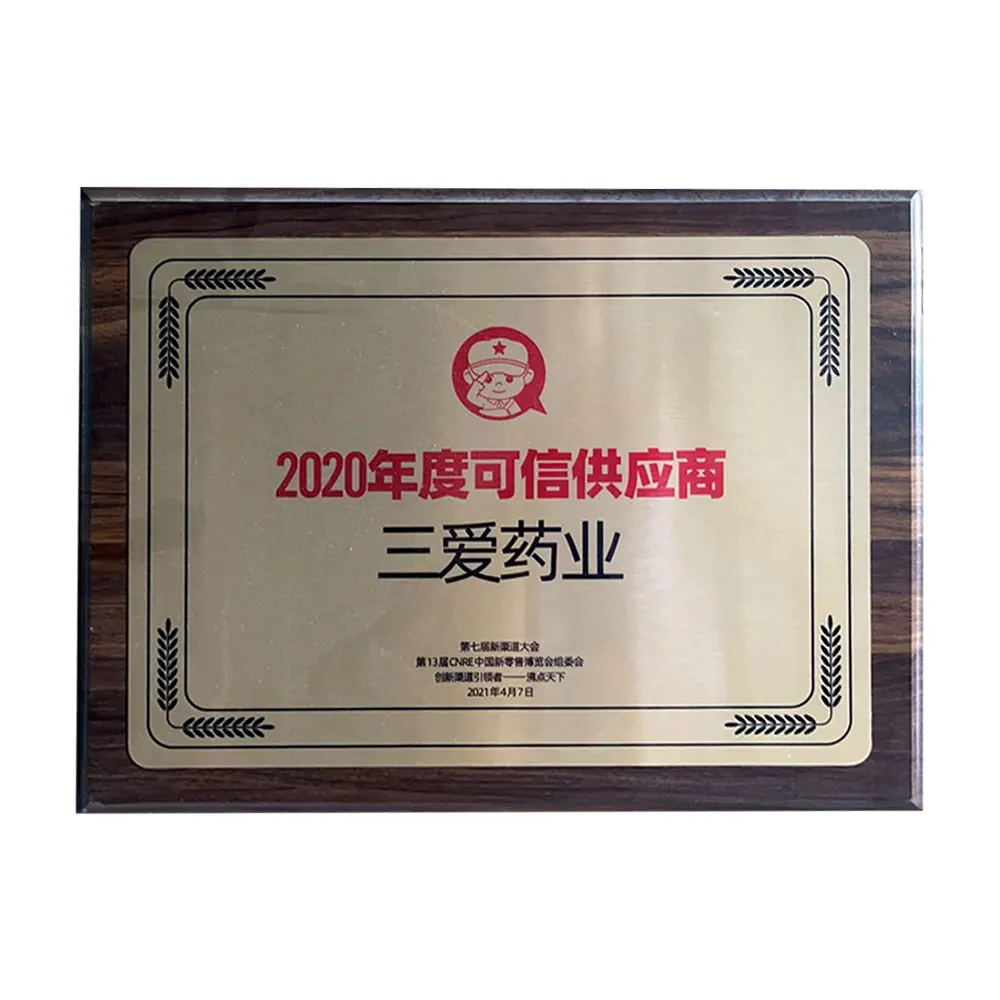 2020年度可信供应商
三爱药业
第七届新渠道大会
第13届CNRE中国新零售博览会组委会
创新渠道引领者——沸点天下
2021年4月7日